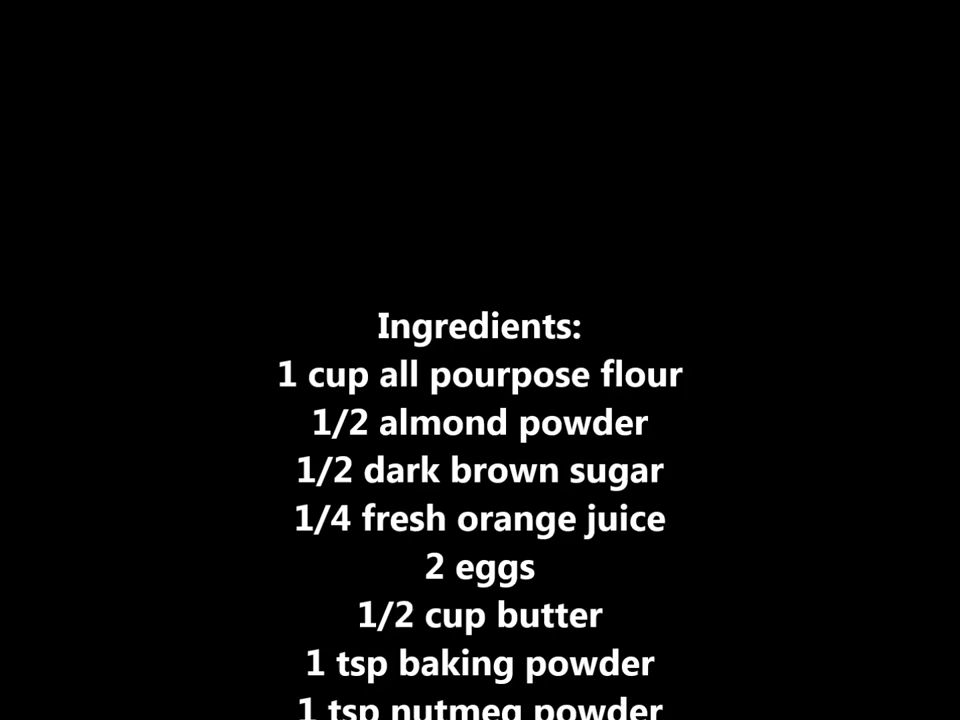 Ingredients:
1 cup all pourpose flour
1/2 almond powder
1/2 dark brown sugar
1/4 fresh orange juice
2 eggs
1/2 cup butter
1 tsp baking powder
1 tsp nutmeg powder